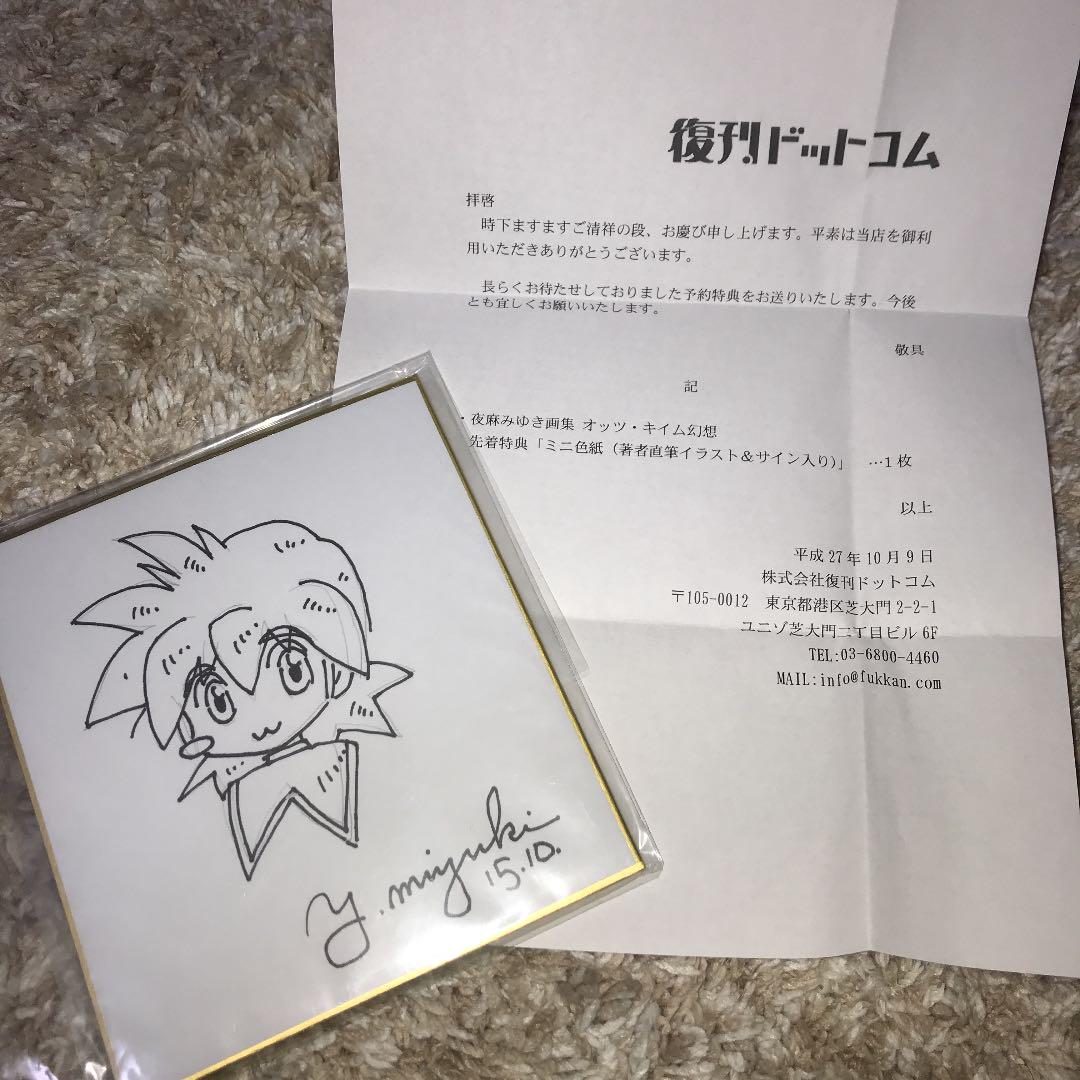 復刊ドットコム
拝啓
時下ますますご清祥の段、お慶び申し上げます。平素は当店を御利
用いただきありがとうございます。
長らくお待たせしておりました予約特典をお送りいたします。今後
とも宜しくお願いいたします。
敬具
記
・夜麻みゆき画集 オッツ・キイム幻想
先着特典「ミニ色紙（著者直筆イラスト＆サイン入り）」 …1枚
以上
平成27年10月9日
株式会社復刊ドットコム
〒105-0012 東京都港区芝大門2-2-1
ユニゾ芝大門二丁目ビル 6F
TEL:03-6800-4460
MAIL:info@fukkan.com
y.miyuki
15.10.